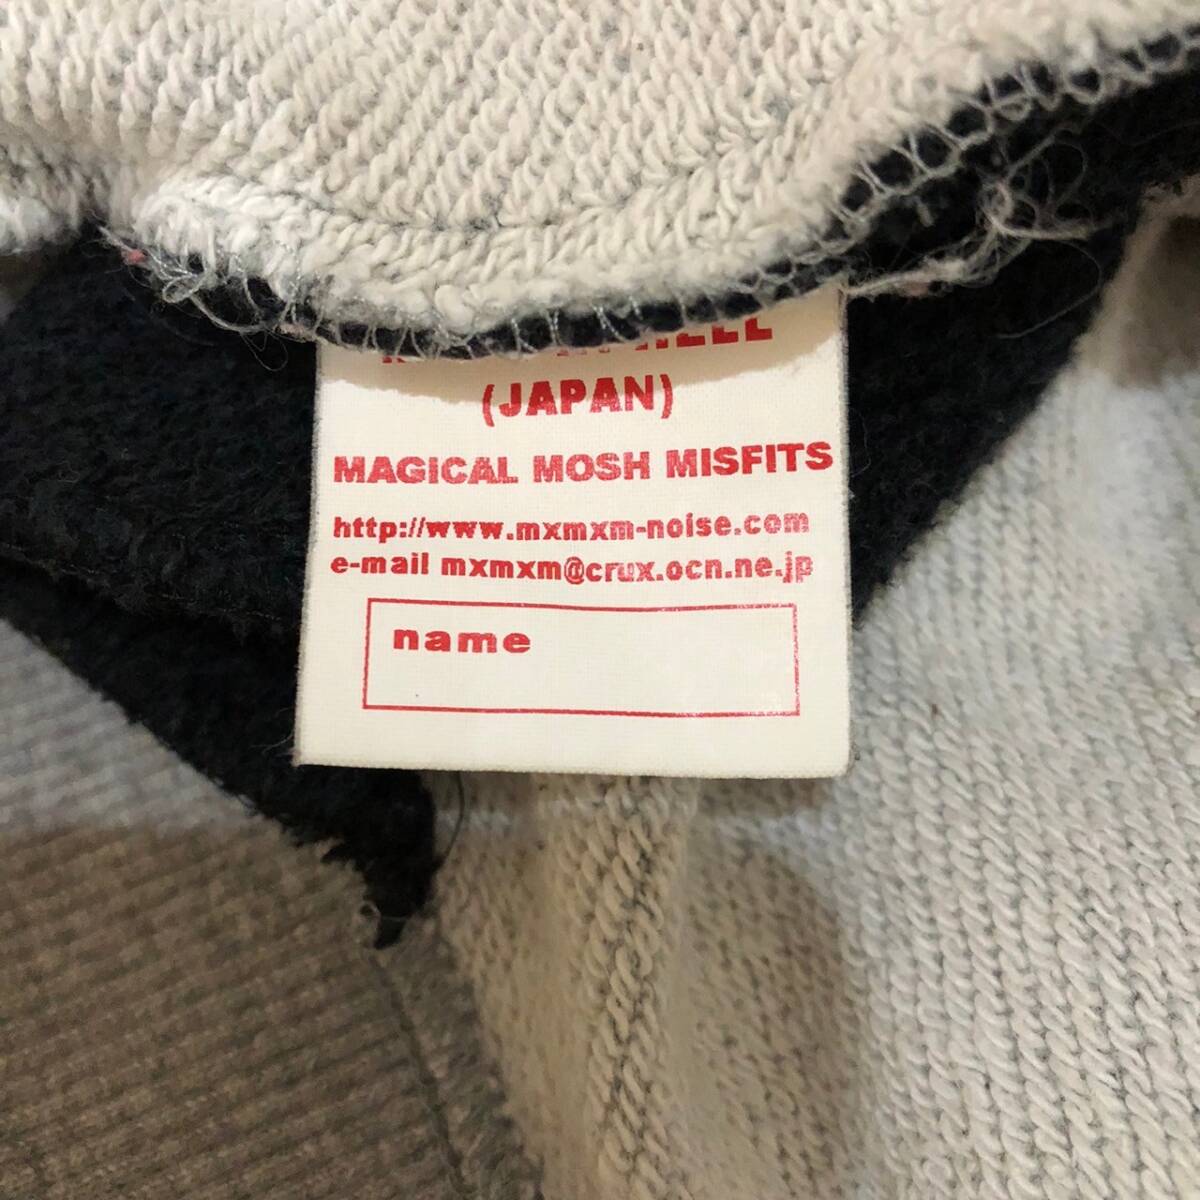 (JAPAN)
MAGICAL MOSH MISFITS
http://www.mxmxm-noise.com
e-mail mxmxm@crux.ocn.ne.jp
name